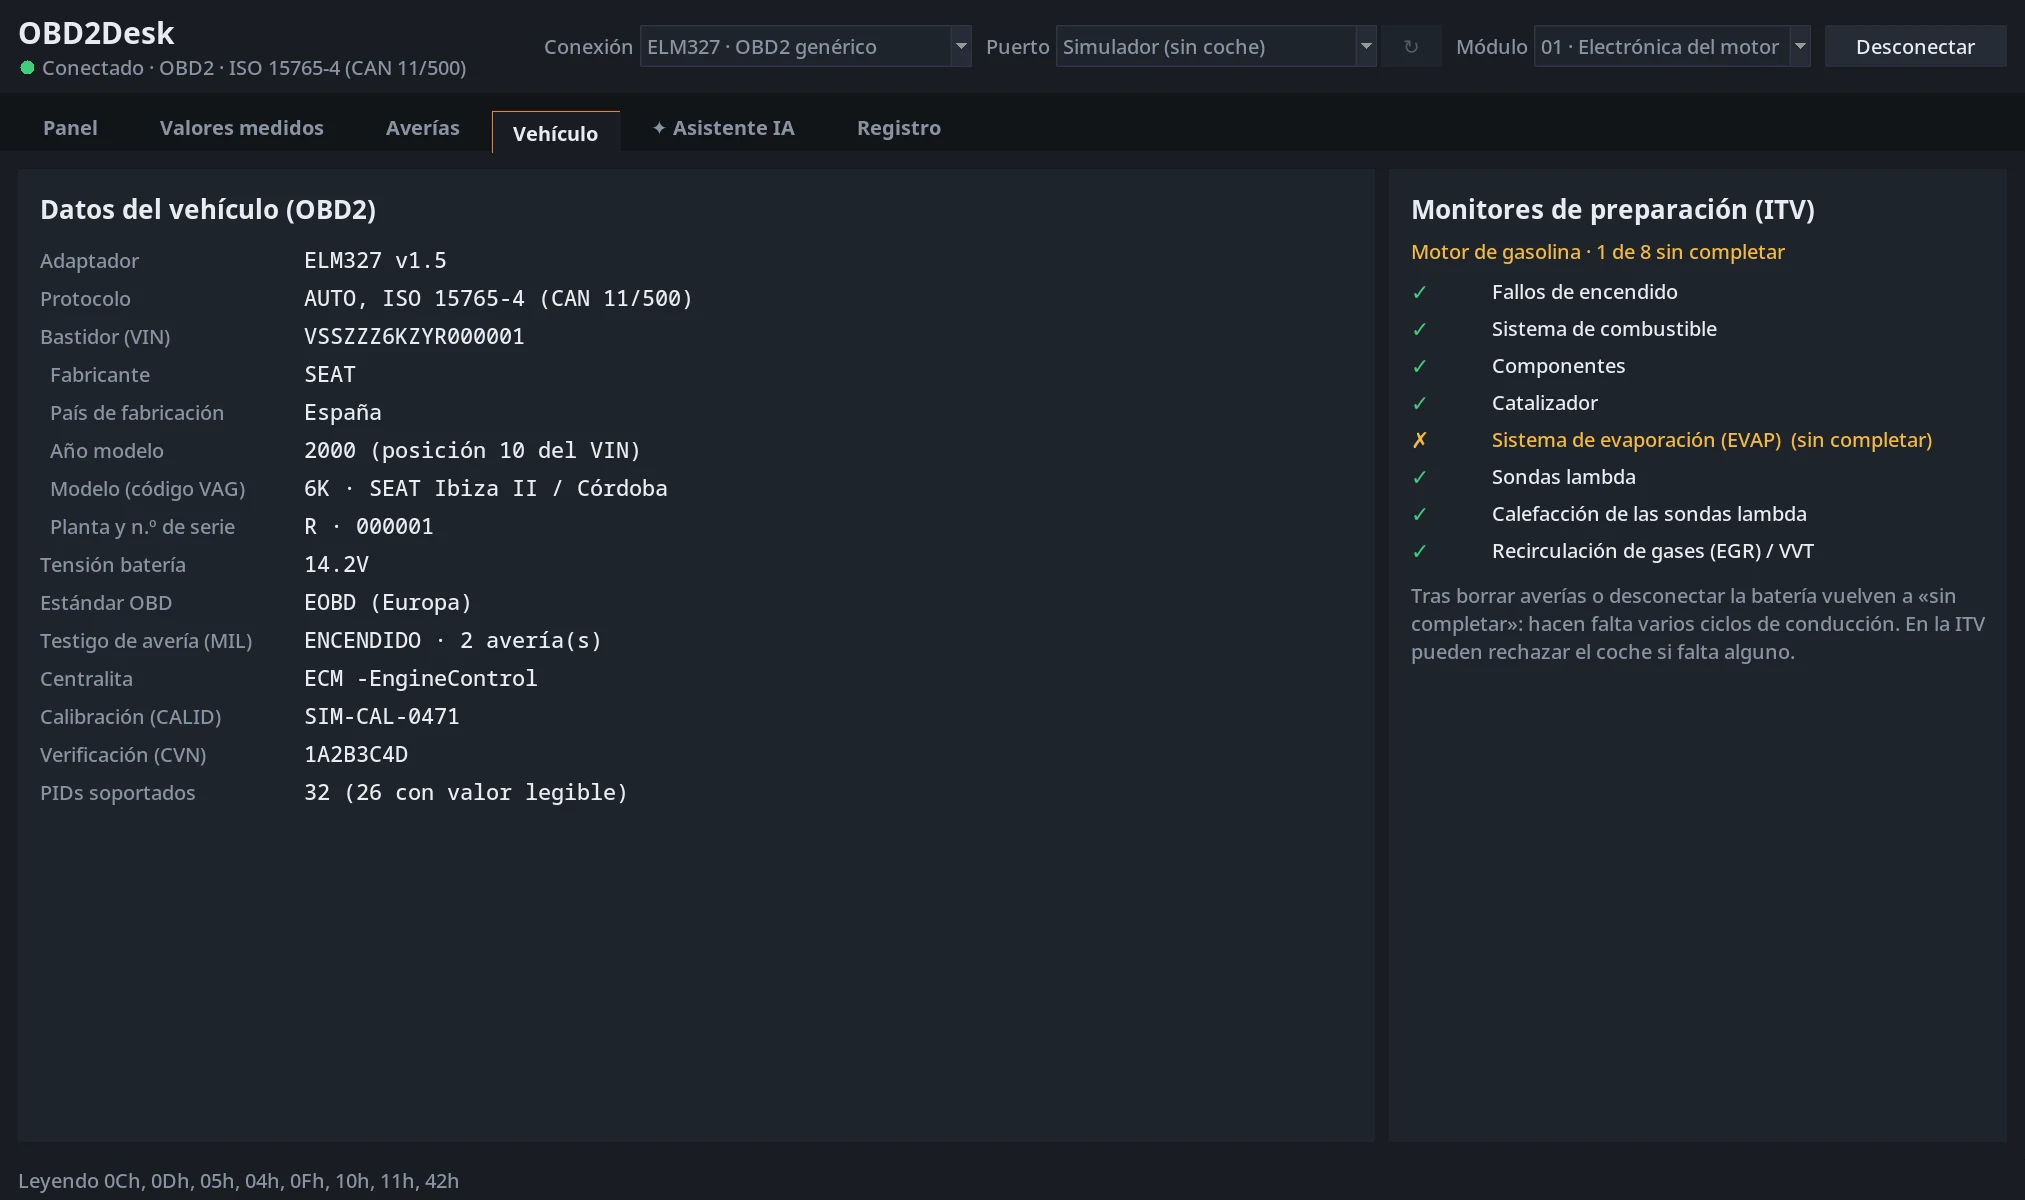 OBD2Desk
Conectado · OBD2 · ISO 15765-4 (CAN 11/500)
Conexión ELM327 · OBD2 genérico Puerto Simulador (sin coche) ↻ Módulo 01 · Electrónica del motor Desconectar
Panel Valores medidos Averías Vehículo ✦ Asistente IA Registro
Datos del vehículo (OBD2)
Adaptador ELM327 v1.5
Protocolo AUTO, ISO 15765-4 (CAN 11/500)
Bastidor (VIN) VSSZZZ6KZYR000001
Fabricante SEAT
País de fabricación España
Año modelo 2000 (posición 10 del VIN)
Modelo (código VAG) 6K · SEAT Ibiza II / Córdoba
Planta y n.º de serie R · 000001
Tensión batería 14.2V
Estándar OBD EOBD (Europa)
Testigo de avería (MIL) ENCENDIDO · 2 avería(s)
Centralita ECM -EngineControl
Calibración (CALID) SIM-CAL-0471
Verificación (CVN) 1A2B3C4D
PIDs soportados 32 (26 con valor legible)
Monitores de preparación (ITV)
Motor de gasolina · 1 de 8 sin completar
✓ Fallos de encendido
✓ Sistema de combustible
✓ Componentes
✓ Catalizador
✗ Sistema de evaporación (EVAP) (sin completar)
✓ Sondas lambda
✓ Calefacción de las sondas lambda
✓ Recirculación de gases (EGR) / VVT
Tras borrar averías o desconectar la batería vuelven a «sin
completar»: hacen falta varios ciclos de conducción. En la ITV
pueden rechazar el coche si falta alguno.
Leyendo 0Ch, 0Dh, 05h, 04h, 0Fh, 10h, 11h, 42h